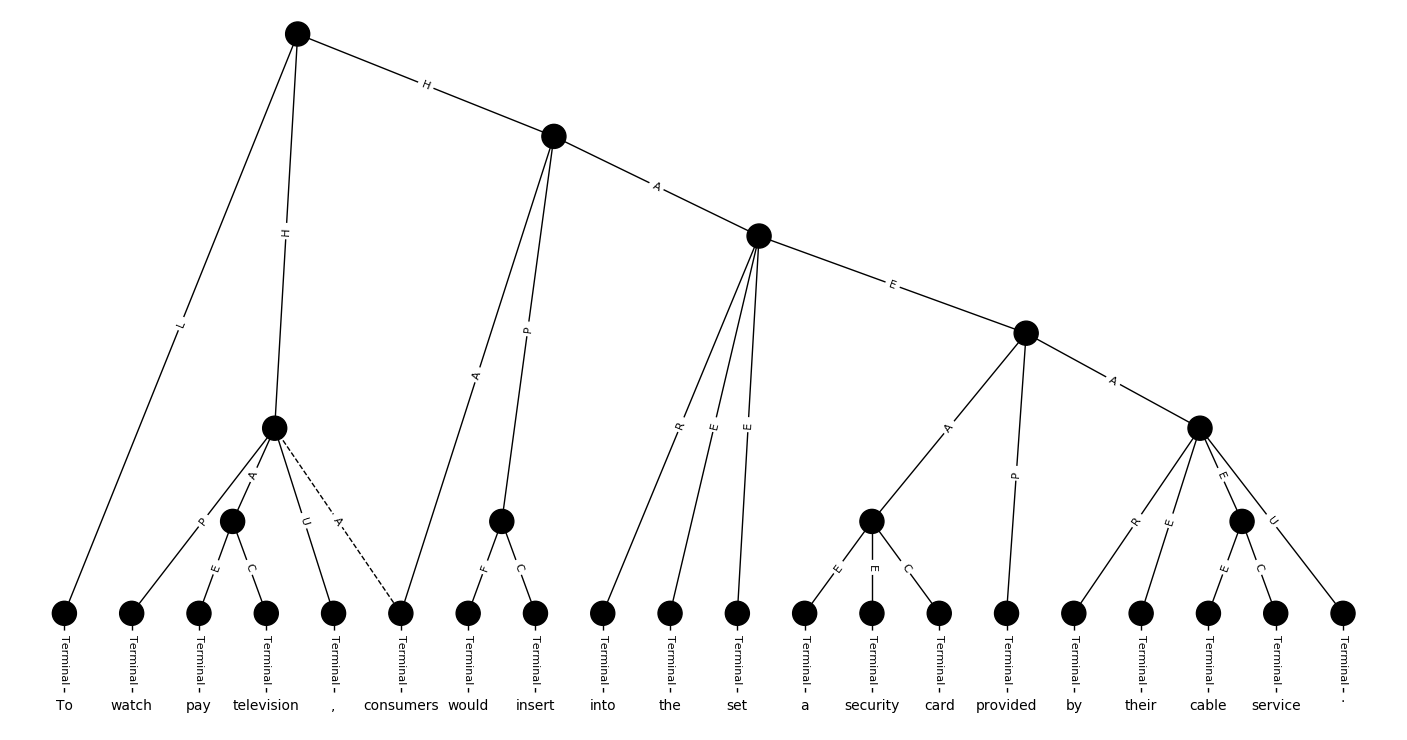 H
A
H
E
L
P
A
A
R
E
E
A
P
A
A
E
P
A
U
A
R
E
U
E
C
F
C
E
E
C
E
C
Terminal Terminal Terminal Terminal Terminal Terminal Terminal Terminal Terminal Terminal Terminal Terminal Terminal Terminal Terminal Terminal Terminal Terminal Terminal Terminal
To watch pay television , consumers would insert into the set a security card provided by their cable service .